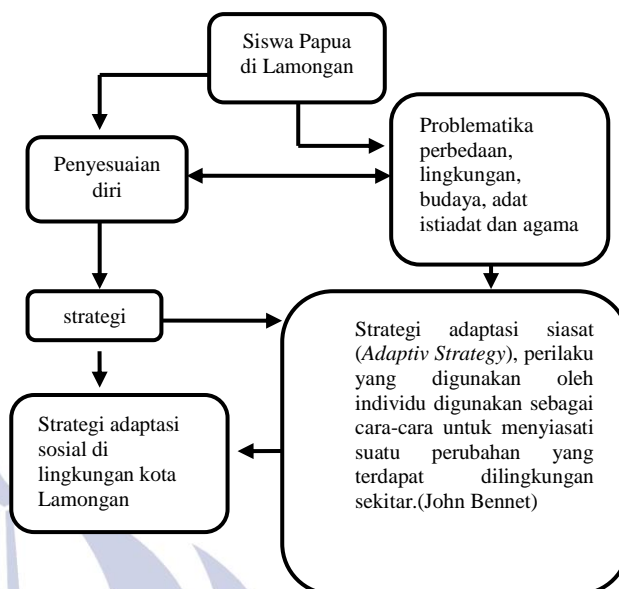 Siswa Papua
di Lamongan
Problematika
perbedaan,
lingkungan,
budaya, adat
istiadat dan agama
Penyesuaian
diri
strategi
Strategi adaptasi siasat
(Adaptiv Strategy), perilaku
yang digunakan oleh
individu digunakan sebagai
cara-cara untuk menyiasati
suatu perubahan yang
terdapat dilingkungan
sekitar.(John Bennet)
Strategi adaptasi
sosial di
lingkungan kota
Lamongan